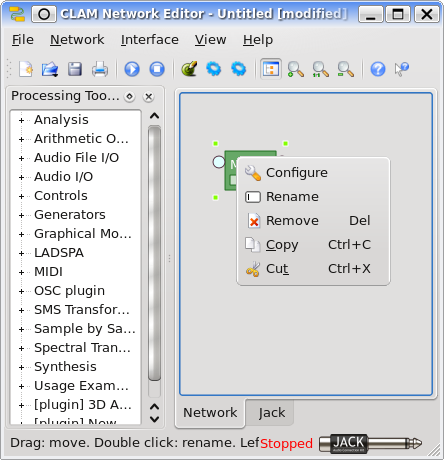 CLAM Network Editor - Untitled [modified]
File Network Interface View Help
Processing Too...
Analysis
Arithmetic O...
Audio File I/O
Audio I/O
Controls
Generators
Graphical Mo...
LADSPA
MIDI
OSC plugin
SMS Transfor...
Sample by Sa...
Spectral Tran...
Synthesis
Usage Exam...
[plugin] 3D A...
[plugin] New
Configure
Rename
Remove Del
Copy Ctrl+C
Cut Ctrl+X
Network Jack
Drag: move. Double click: rename. Lef Stopped JACK